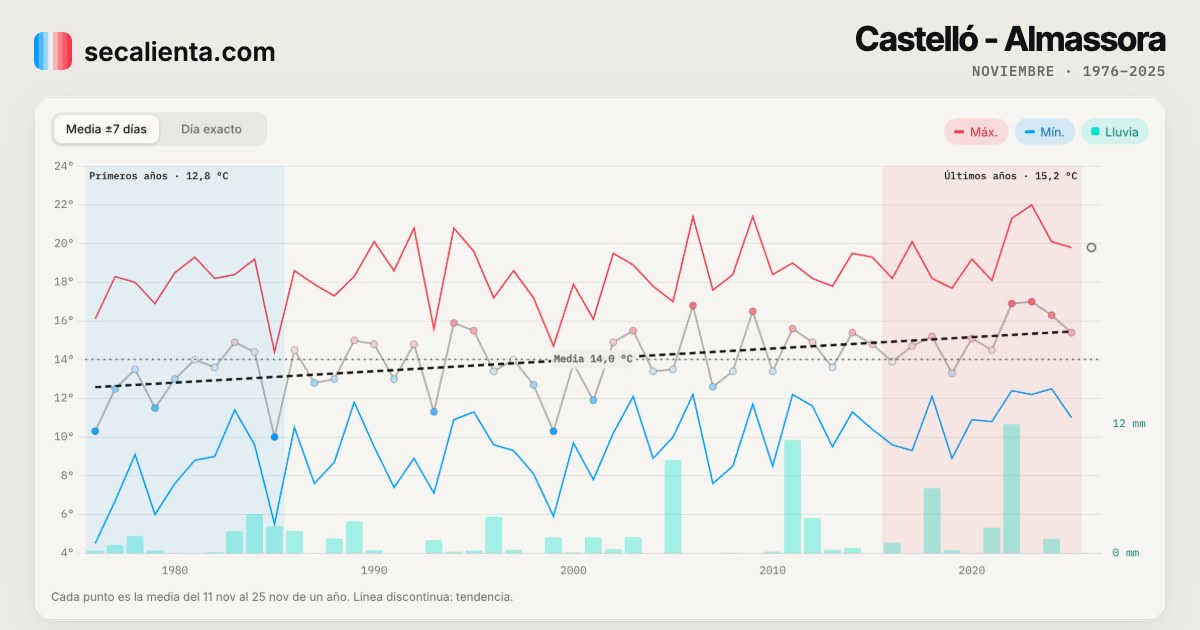 secalienta.com
Castelló - Almassora
NOVIEMBRE · 1976–2025
Media ±7 días
Día exacto
Máx.
Mín.
Lluvia
Primeros años · 12,8 °C
Últimos años · 15,2 °C
24°
22°
20°
18°
16°
14°
12°
10°
8°
6°
4°
Media 14,0 °C
12 mm
0 mm
1980
1990
2000
2010
2020
Cada punto es la media del 11 nov al 25 nov de un año. Línea discontinua: tendencia.